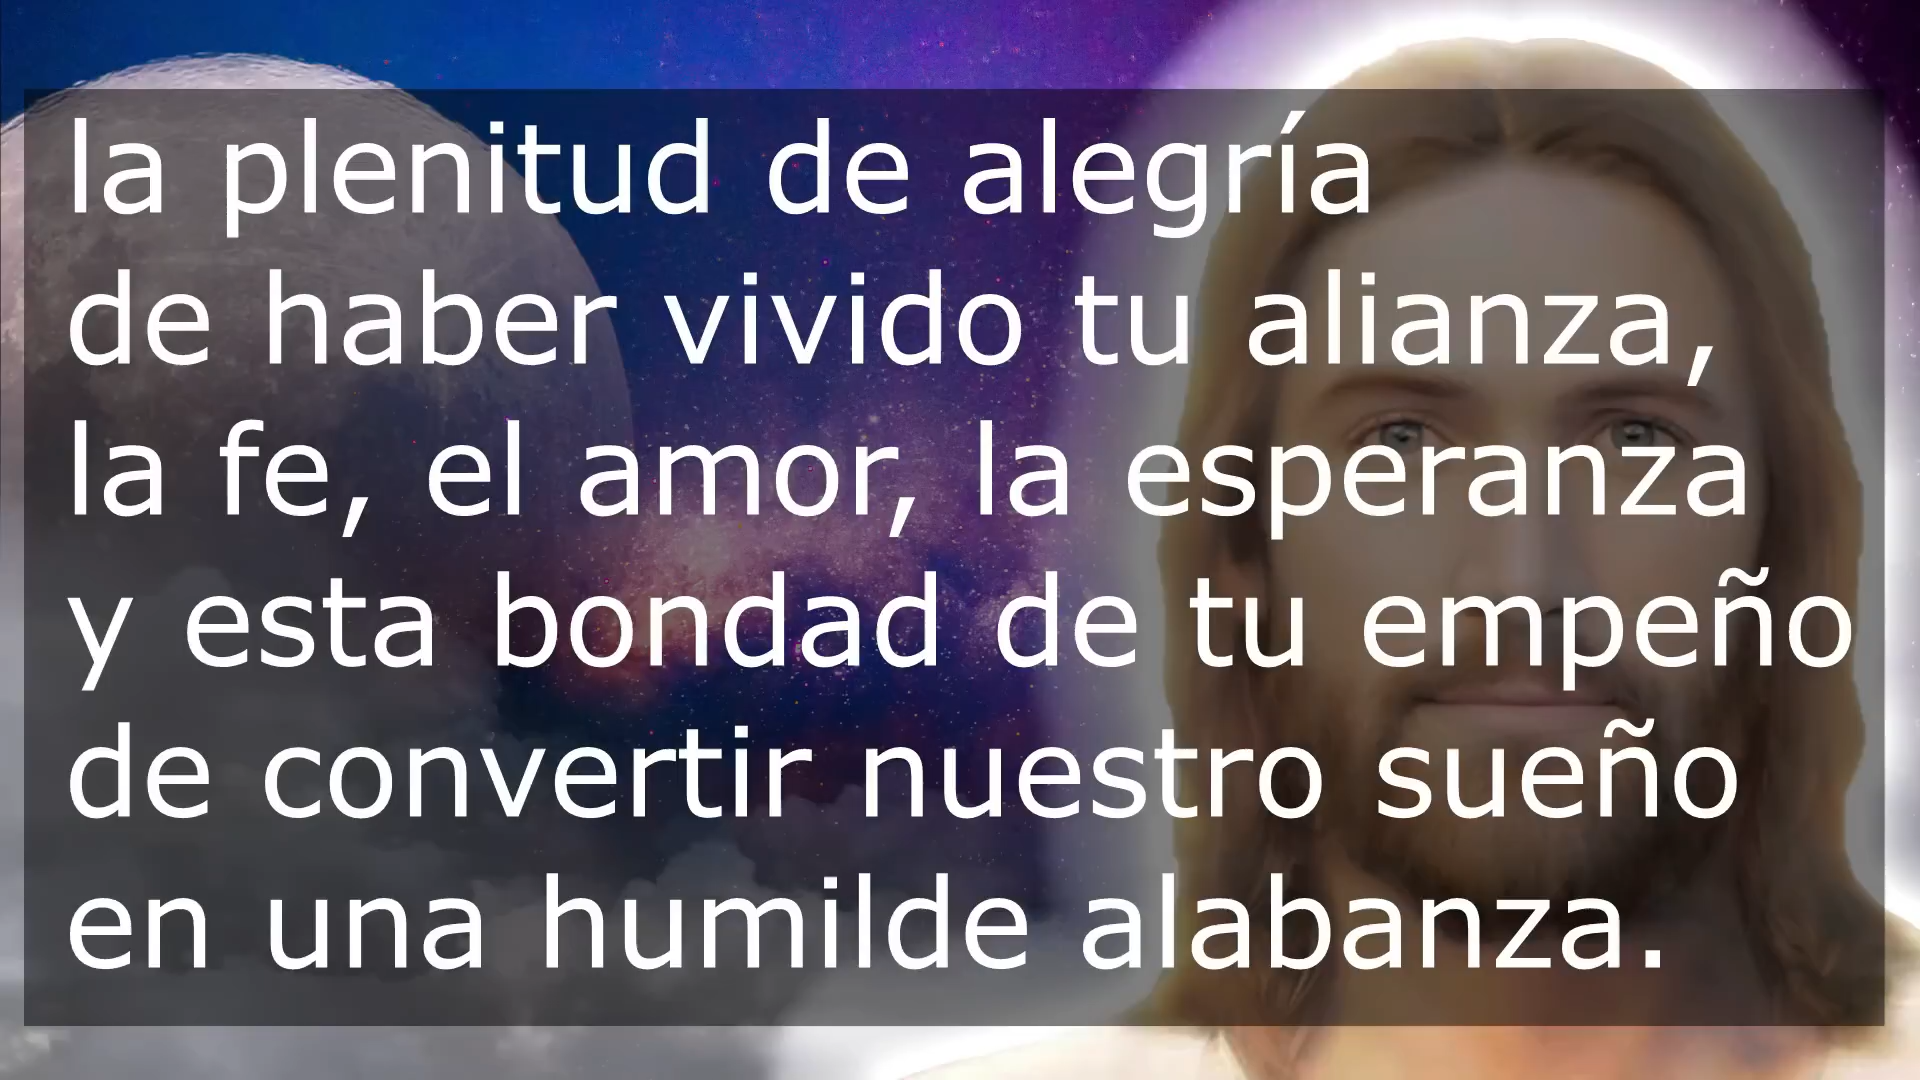 la plenitud de alegría
de haber vivido tu alianza,
la fe, el amor, la esperanza
y esta bondad de tu empeño
de convertir nuestro sueño
en una humilde alabanza.